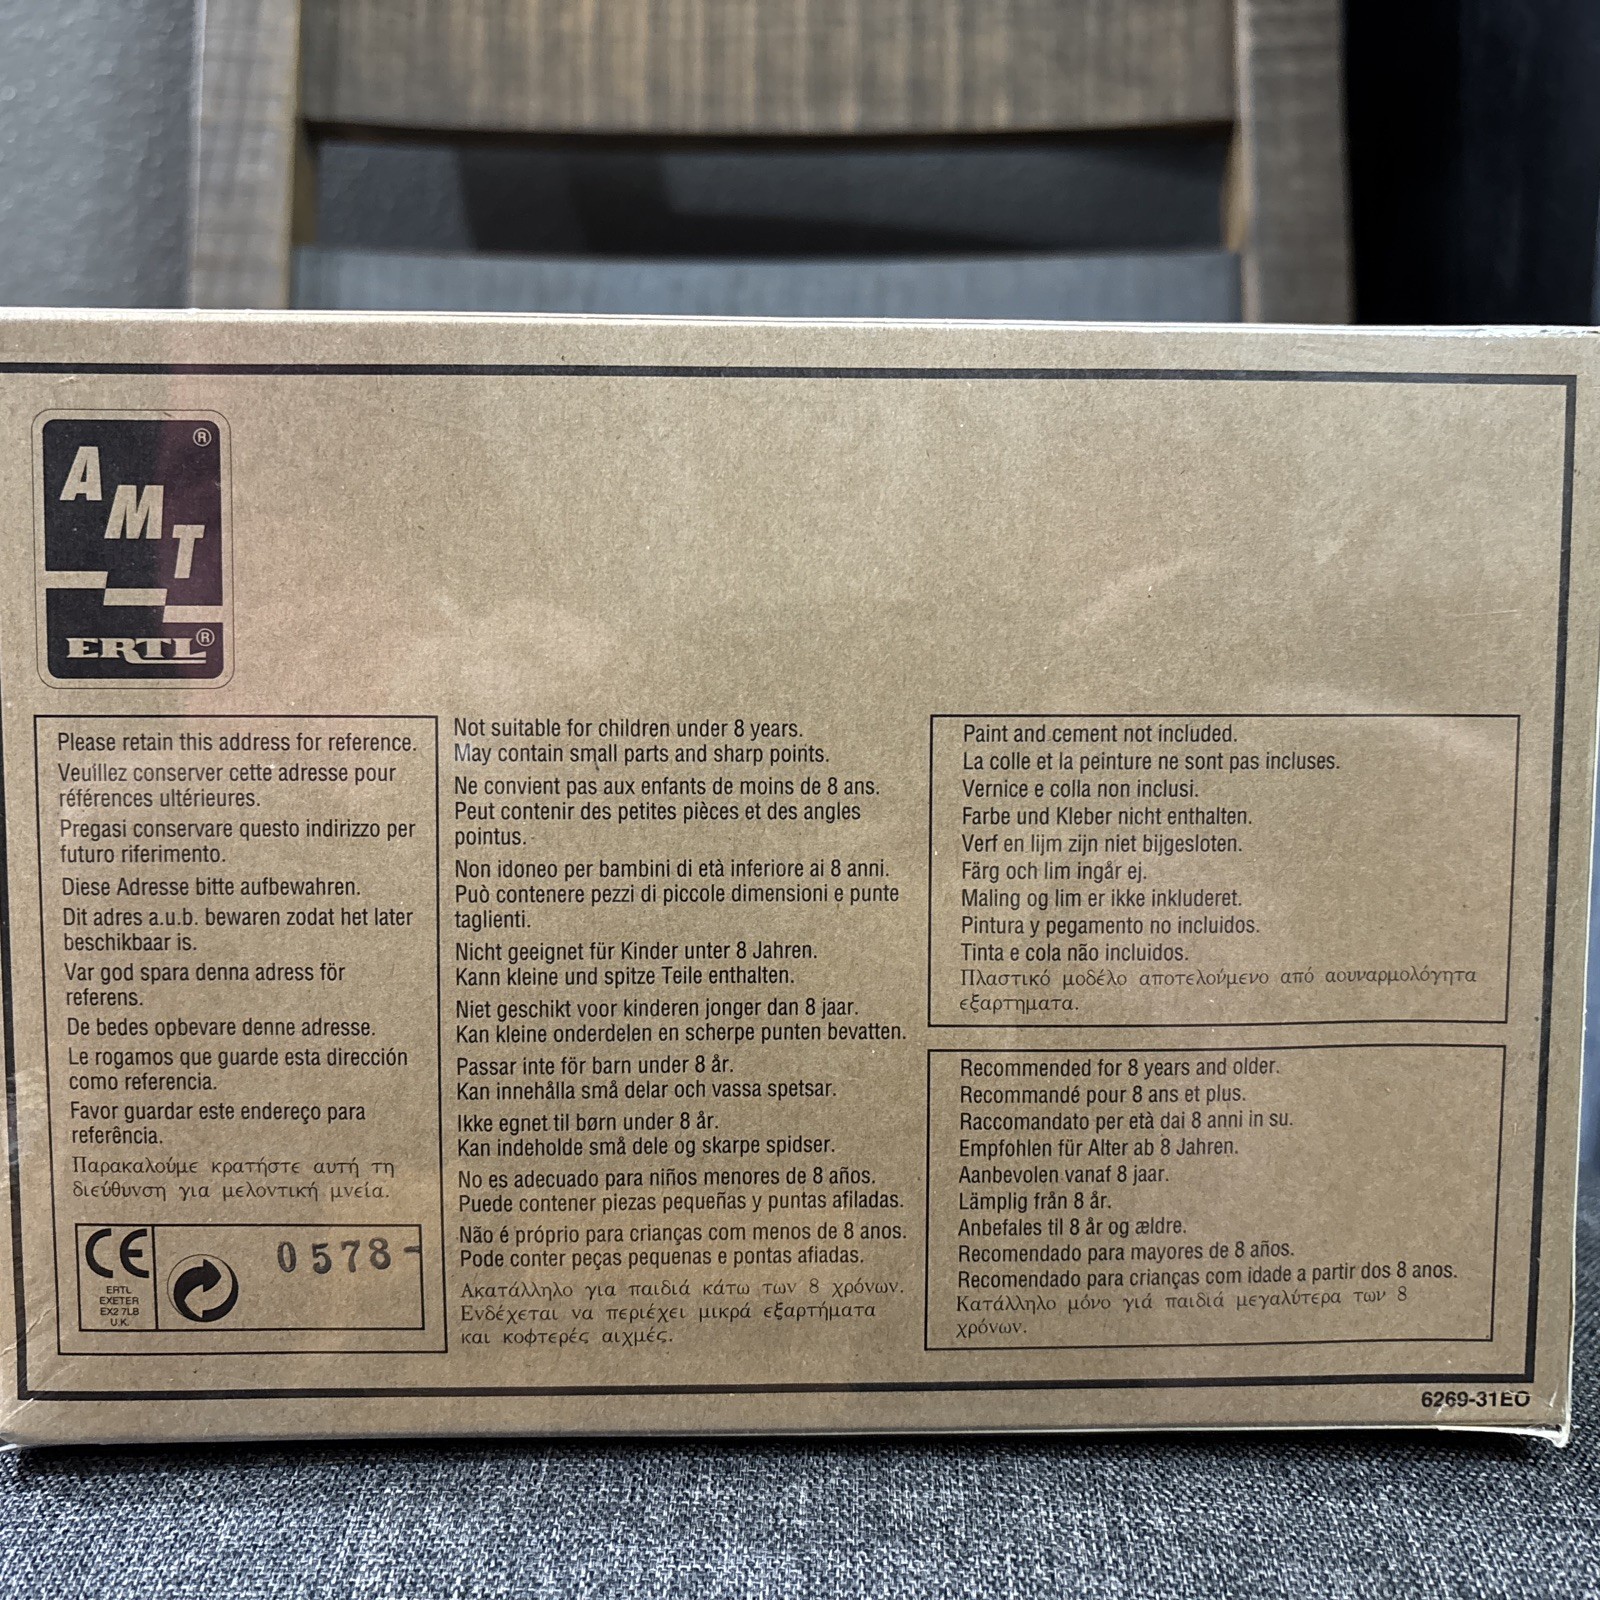 A
M
T
®
ERTL®
Please retain this address for reference.
Veuillez conserver cette adresse pour
références ultérieures.
Pregasi conservare questo indirizzo per
futuro riferimento.
Diese Adresse bitte aufbewahren.
Dit adres a.u.b. bewaren zodat het later
beschikbaar is.
Var god spara denna adress för
referens.
De bedes opbevare denne adresse.
Le rogamos que guarde esta dirección
como referencia.
Favor guardar este endereço para
referência.
Παρακαλούμε κρατήστε αυτή τη
διεύθυνση για μελοντική μνεία.
CE
ERTL
EXETER
EX2 7LB
U.K.
0578-
Not suitable for children under 8 years.
May contain small parts and sharp points.
Ne convient pas aux enfants de moins de 8 ans.
Peut contenir des petites pièces et des angles
pointus.
Non idoneo per bambini di età inferiore ai 8 anni.
Può contenere pezzi di piccole dimensioni e punte
taglienti.
Nicht geeignet für Kinder unter 8 Jahren.
Kann kleine und spitze Teile enthalten.
Niet geschikt voor kinderen jonger dan 8 jaar.
Kan kleine onderdelen en scherpe punten bevatten.
Passar inte för barn under 8 år.
Kan innehålla små delar och vassa spetsar.
Ikke egnet til børn under 8 år.
Kan indeholde små dele og skarpe spidser.
No es adecuado para niños menores de 8 años.
Puede contener piezas pequeñas y puntas afiladas.
Não é próprio para crianças com menos de 8 anos.
Pode conter peças pequenas e pontas afiadas.
Ακατάλληλο για παιδιά κάτω των 8 χρόνων.
Ενδέχεται να περιέχει μικρά εξαρτήματα
και κοφτερές αιχμές.
Paint and cement not included.
La colle et la peinture ne sont pas incluses.
Vernice e colla non inclusi.
Farbe und Kleber nicht enthalten.
Verf en lijm zijn niet bijgesloten.
Färg och lim ingår ej.
Maling og lim er ikke inkluderet.
Pintura y pegamento no incluidos.
Tinta e cola não incluidos.
Πλαστικό μοδέλο αποτελούμενο από αουναρμολόγητα
εξαρτηματα.
Recommended for 8 years and older.
Recommandé pour 8 ans et plus.
Raccomandato per età dai 8 anni in su.
Empfohlen für Alter ab 8 Jahren.
Aanbevolen vanaf 8 jaar.
Lämplig från 8 år.
Anbefales til 8 år og ældre.
Recomendado para mayores de 8 años.
Recomendado para crianças com idade a partir dos 8 anos.
Κατάλληλο μόνο γιά παιδιά μεγαλύτερα των 8
χρόνων.
6269-31EO